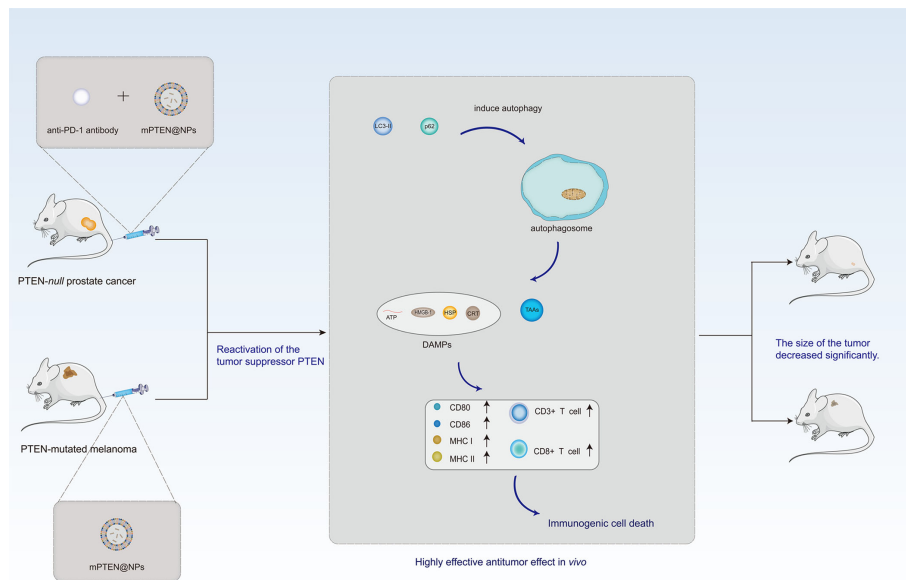 anti-PD-1 antibody
+
mPTEN@NPs
PTEN-null prostate cancer
PTEN-mutated melanoma
mPTEN@NPs
Reactivation of the
tumor suppressor PTEN
LC3-II
p62
induce autophagy
autophagosome
ATP
HMGB-1
HSP
CRT
TAAs
DAMPs
CD80
CD86
MHC I
MHC II
CD3+ T cell
CD8+ T cell
Immunogenic cell death
Highly effective antitumor effect in vivo
The size of the tumor
decreased significantly.